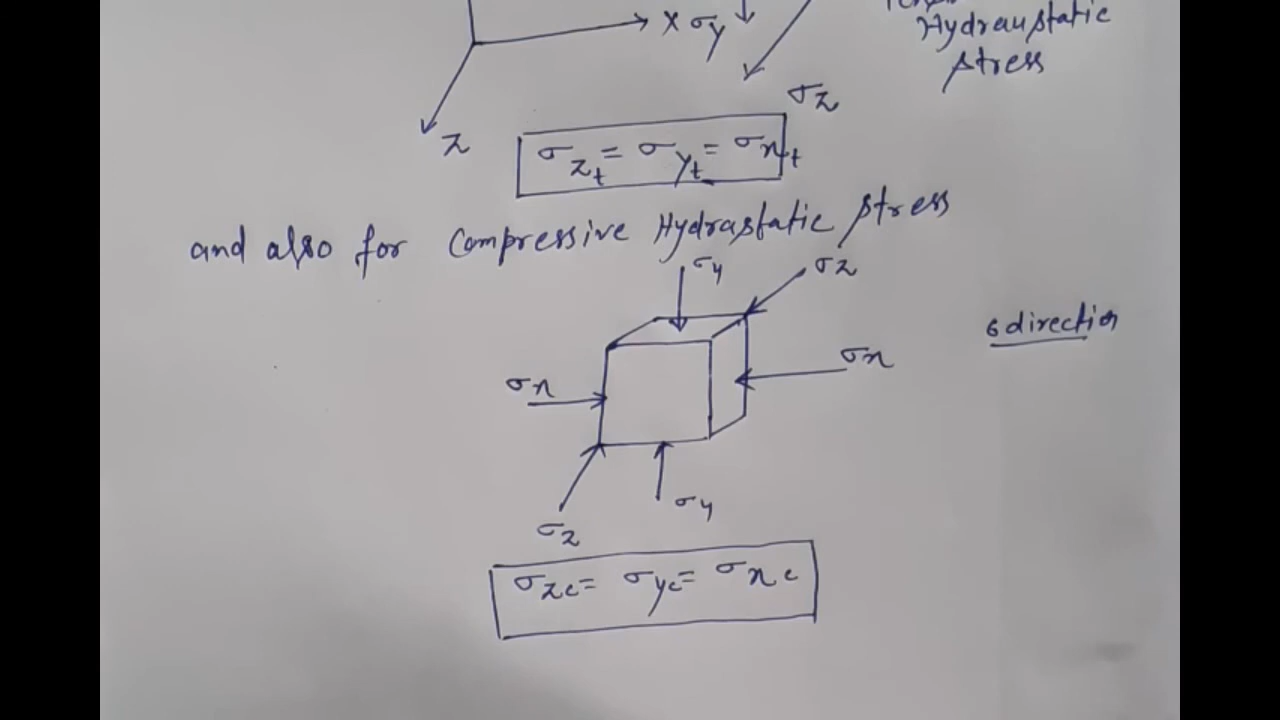 Hydraustatic
stress
X σy
σz
z
σzt = σyt = σxt
and also for Compressive Hydrastatic stress
σy
σz
6 direction
σx
σx
σy
σz
σzc = σyc = σxc